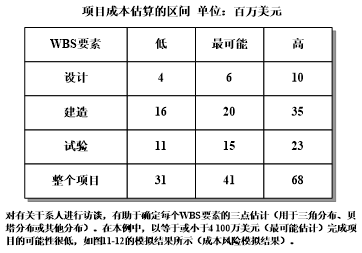 项目成本估算的区间 单位：百万美元
WBS要素 低 最可能 高
设计 4 6 10
建造 16 20 35
试验 11 15 23
整个项目 31 41 68
对有关干系人进行访谈，有助于确定每个WBS要素的三点估计（用于三角分布、贝
塔分布或其他分布）。在本例中，以等于或小于4 100万美元（最可能估计）完成项
目的可能性很低，如图11-12的模拟结果所示（成本风险模拟结果）。